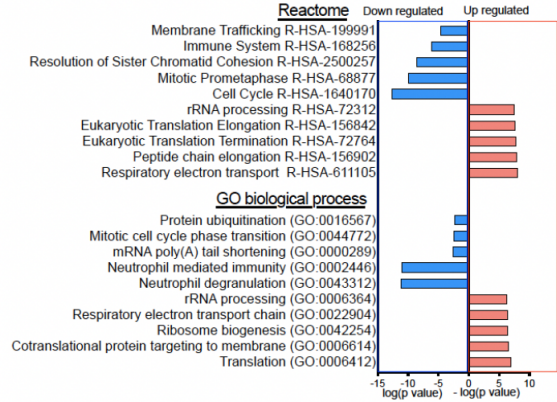 Reactome
Down regulated
Up regulated
Membrane Trafficking R-HSA-199991
Immune System R-HSA-168256
Resolution of Sister Chromatid Cohesion R-HSA-2500257
Mitotic Prometaphase R-HSA-68877
Cell Cycle R-HSA-1640170
rRNA processing R-HSA-72312
Eukaryotic Translation Elongation R-HSA-156842
Eukaryotic Translation Termination R-HSA-72764
Peptide chain elongation R-HSA-156902
Respiratory electron transport R-HSA-611105
GO biological process
Protein ubiquitination (GO:0016567)
Mitotic cell cycle phase transition (GO:0044772)
mRNA poly(A) tail shortening (GO:0000289)
Neutrophil mediated immunity (GO:0002446)
Neutrophil degranulation (GO:0043312)
rRNA processing (GO:0006364)
Respiratory electron transport chain (GO:0022904)
Ribosome biogenesis (GO:0042254)
Cotranslational protein targeting to membrane (GO:0006614)
Translation (GO:0006412)
-15 -10 -5 0 5 10
log(p value) - log(p value)